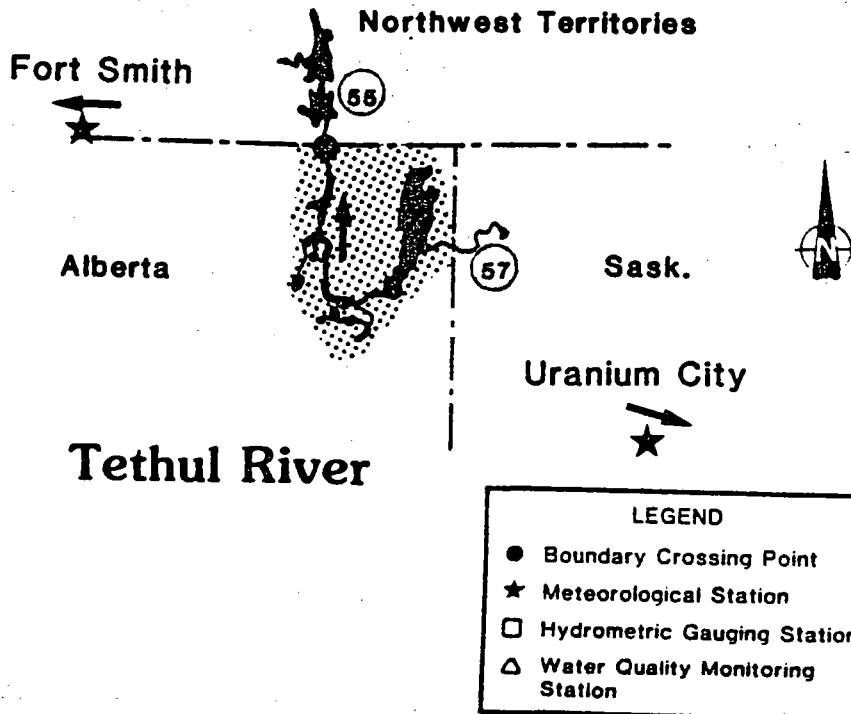 Northwest Territories
Fort Smith
55
Alberta
57
Sask.
N
Uranium City
Tethul River
LEGEND
Boundary Crossing Point
Meteorological Station
Hydrometric Gauging Station
Water Quality Monitoring
Station